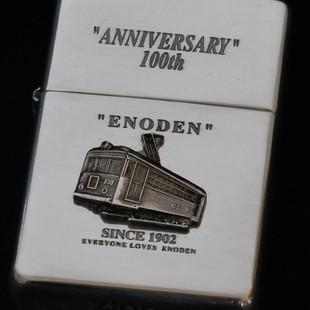 "ANNIVERSARY"
100th
"ENODEN"
SINCE 1902
EVERYONE LOVES ENODEN